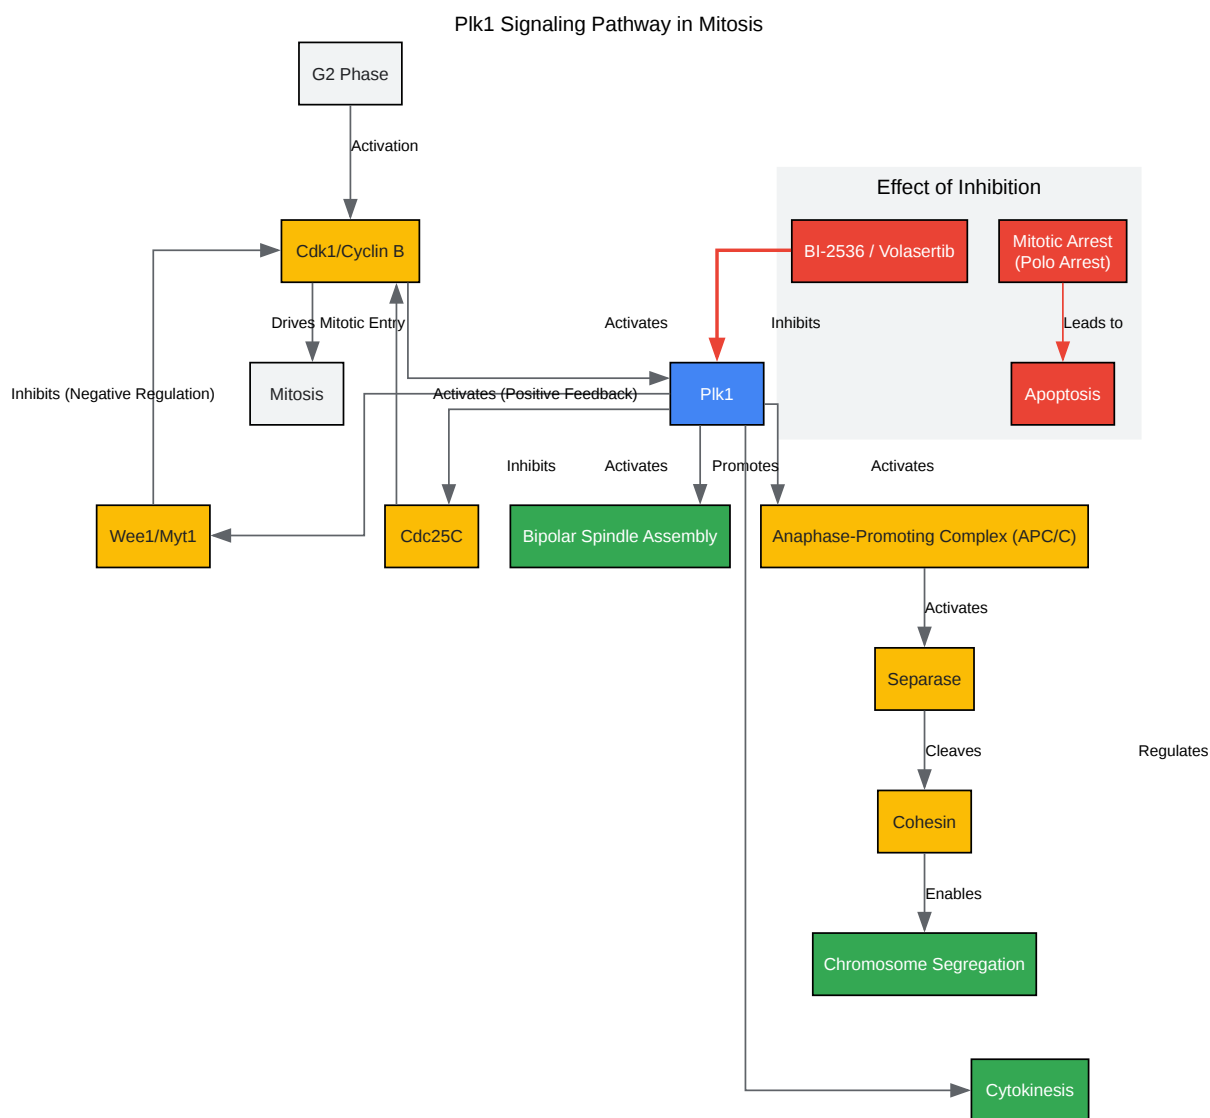 Plk1 Signaling Pathway in Mitosis
G2 Phase
Activation
Effect of Inhibition
Cdk1/Cyclin B
BI-2536 / Volasertib
Mitotic Arrest
(Polo Arrest)
Drives Mitotic Entry
Activates
Inhibits
Leads to
Inhibits (Negative Regulation)
Mitosis
Activates (Positive Feedback)
Plk1
Apoptosis
Inhibits
Activates
Promotes
Activates
Wee1/Myt1
Cdc25C
Bipolar Spindle Assembly
Anaphase-Promoting Complex (APC/C)
Activates
Separase
Cleaves
Regulates
Cohesin
Enables
Chromosome Segregation
Cytokinesis